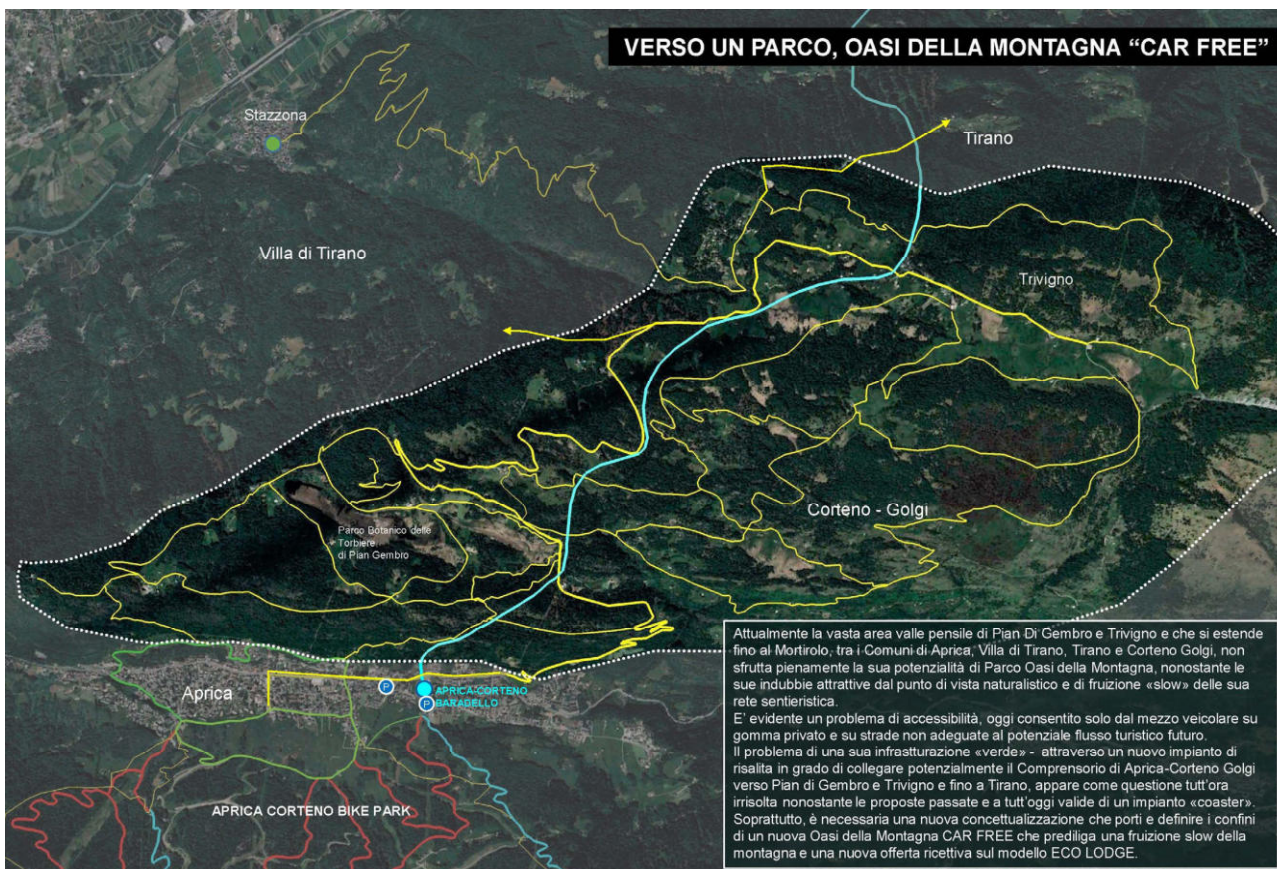 VERSO UN PARCO, OASI DELLA MONTAGNA “CAR FREE”
Stazzona
Tirano
Villa di Tirano
Trivigno
Corteno - Golgi
Parco Botanico delle
Torbiere
di Pian Gembro
Aprica
P
APRICA-CORTENO
BARADELLO
P
APRICA CORTENO BIKE PARK
Attualmente la vasta area valle pensile di Pian Di Gembro e Trivigno e che si estende
fino al Mortirolo, tra i Comuni di Aprica, Villa di Tirano, Tirano e Corteno Golgi, non
sfrutta pienamente la sua potenzialità di Parco Oasi della Montagna, nonostante le
sue indubbie attrattive dal punto di vista naturalistico e di fruizione «slow» delle sua
rete sentieristica.
E’ evidente un problema di accessibilità, oggi consentito solo dal mezzo veicolare su
gomma privato e su strade non adeguate al potenziale flusso turistico futuro.
Il problema di una sua infrastutturazione «verde» - attraverso un nuovo impianto di
risalita in grado di collegare potenzialmente il Comprensorio di Aprica-Corteno Golgi
verso Pian di Gembro e Trivigno e fino a Tirano, appare come questione tutt’ora
irrisolta nonostante le proposte passate e a tutt’oggi valide di un impianto «coaster».
Soprattutto, è necessaria una nuova concettualizzazione che porti e definire i confini
di un nuova Oasi della Montagna CAR FREE che prediliga una fruizione slow della
montagna e una nuova offerta ricettiva sul modello ECO LODGE.